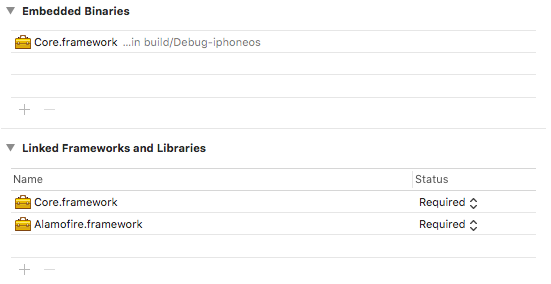 Embedded Binaries
Core.framework ...in build/Debug-iphoneos
Linked Frameworks and Libraries
Name Status
Core.framework Required
Alamofire.framework Required